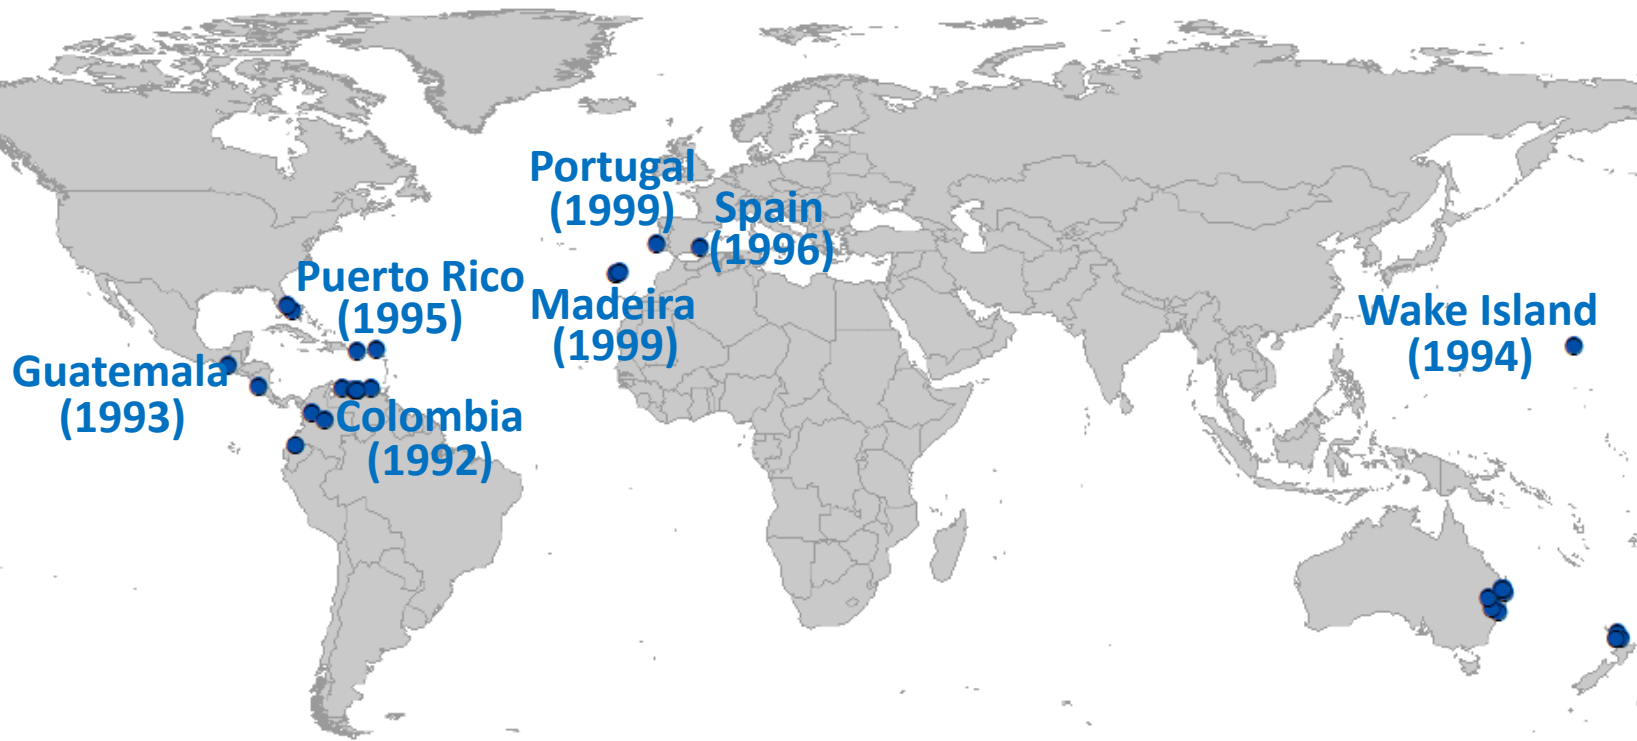 Portugal
(1999)
Spain
(1996)
Puerto Rico
(1995)
Madeira
(1999)
Wake Island
(1994)
Guatemala
(1993)
Colombia
(1992)